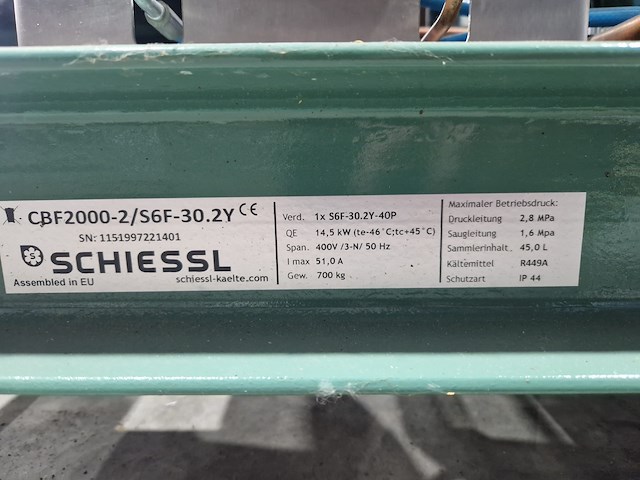 CBF2000-2/S6F-30.2Y CE
SN: 1151997221401
SCHIESSL
Assembled in EU schiessl-kaelte.com
Verd. 1x S6F-30.2Y-40P
QE 14,5 kW (te-46°C;tc+45°C)
Span. 400V /3-N/ 50 Hz
I max 51,0 A
Gew. 700 kg
Maximaler Betriebsdruck:
Druckleitung 2,8 MPa
Saugleitung 1,6 MPa
Sammlerinhalt 45,0 L
Kältemittel R449A
Schutzart IP 44